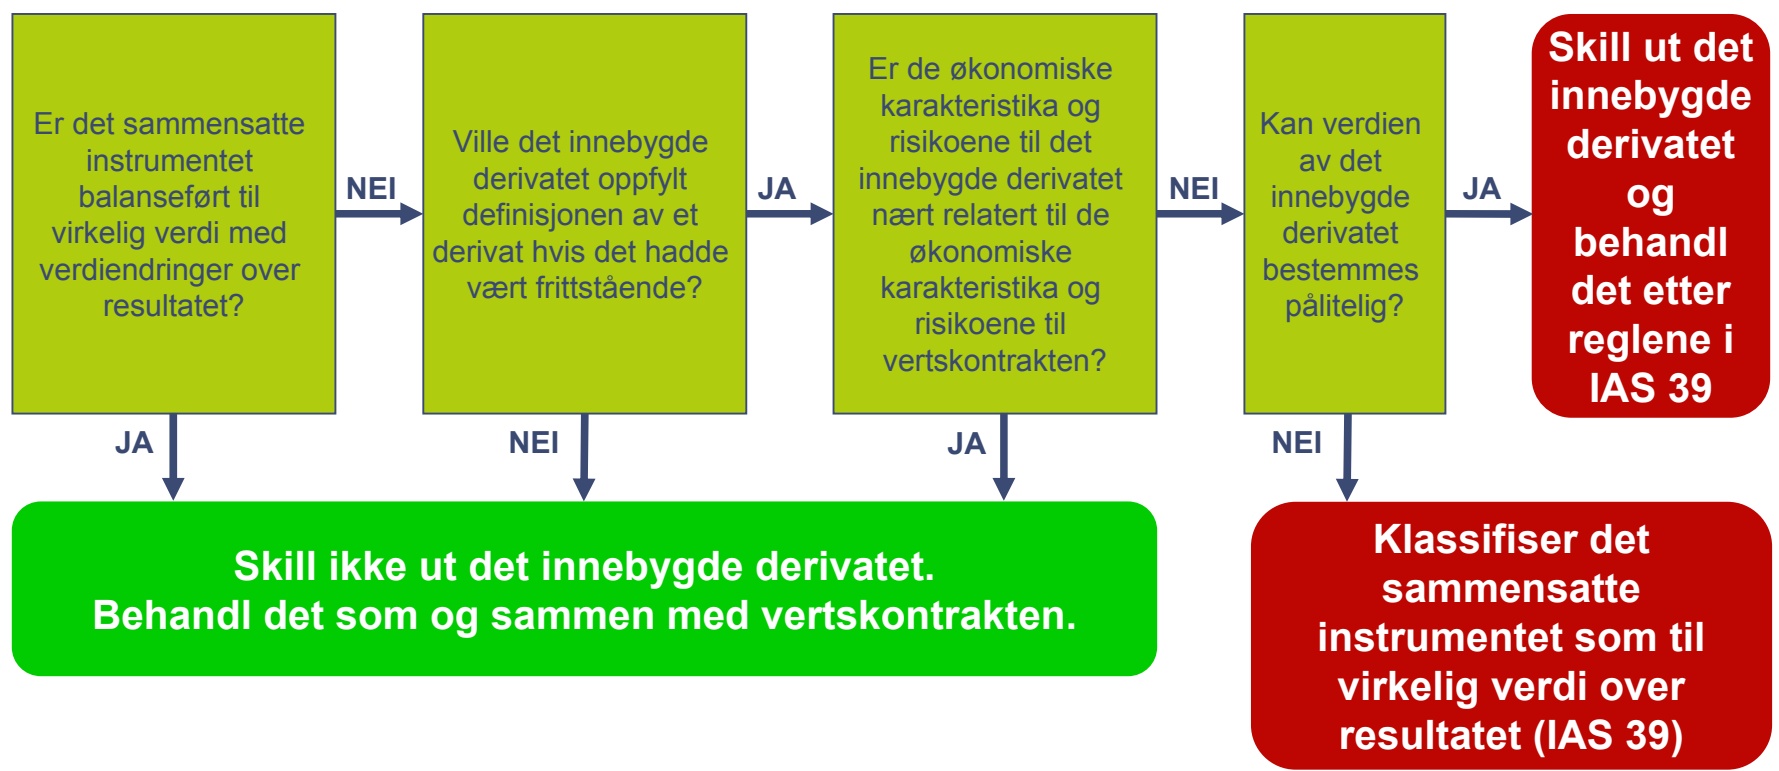 Er det sammensatte
instrumentet
balanseført til
virkelig verdi med
verdiendringer over
resultatet?
NEI
Ville det innebygde
derivatet oppfylt
definisjonen av et
derivat hvis det hadde
vært frittstående?
JA
Er de økonomiske
karakteristika og
risikoene til det
innebygde derivatet
nært relatert til de
økonomiske
karakteristika og
risikoene til
vertskontrakten?
NEI
Kan verdien
av det
innebygde
derivatet
bestemmes
pålitelig?
JA
Skill ut det
innebygde
derivatet
og
behandl
det etter
reglene i
IAS 39
JA
NEI
JA
NEI
Skill ikke ut det innebygde derivatet.
Behandl det som og sammen med vertskontrakten.
Klassifiser det
sammensatte
instrumentet som til
virkelig verdi over
resultatet (IAS 39)